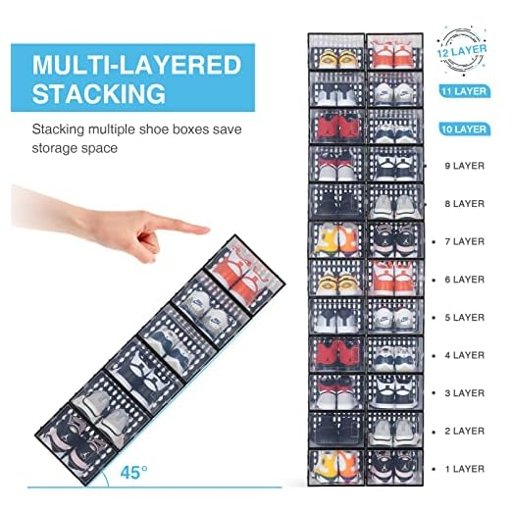 MULTI-LAYERED
STACKING
Stacking multiple shoe boxes save
storage space
12 LAYER
11 LAYER
10 LAYER
9 LAYER
8 LAYER
7 LAYER
6 LAYER
5 LAYER
4 LAYER
3 LAYER
2 LAYER
1 LAYER
45°